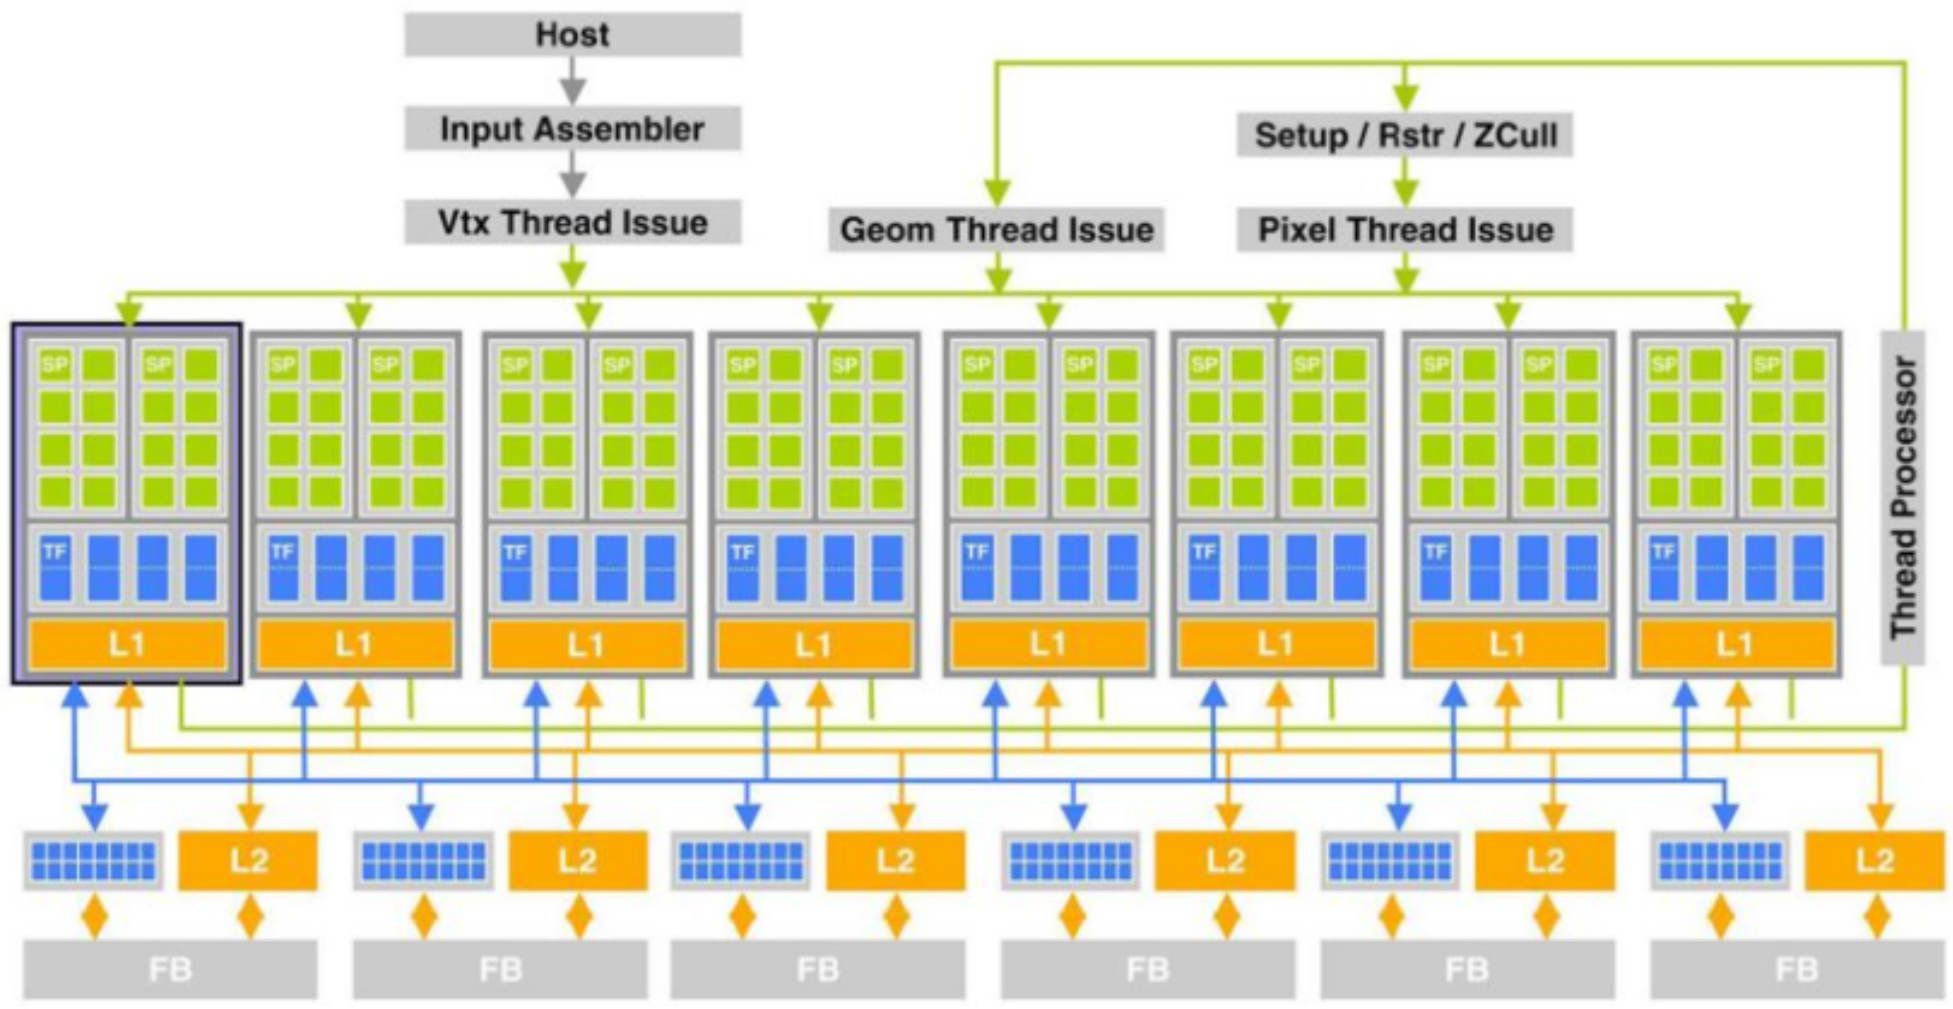 Host
Input Assembler
Setup / Rstr / ZCull
Vtx Thread Issue
Geom Thread Issue
Pixel Thread Issue
SP SP SP SP SP SP SP SP SP SP SP SP SP SP SP SP
TF TF TF TF TF TF TF TF
L1 L1 L1 L1 L1 L1 L1 L1
Thread Processor
L2 L2 L2 L2 L2 L2
FB FB FB FB FB FB